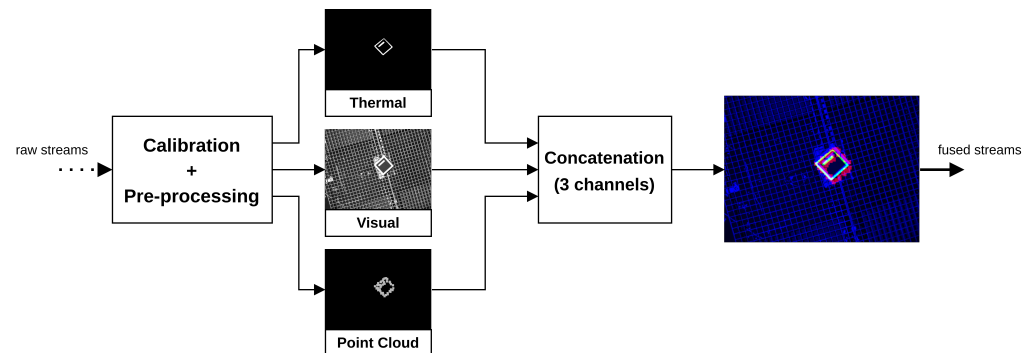 raw streams
Calibration
+
Pre-processing
Thermal
Visual
Point Cloud
Concatenation
(3 channels)
fused streams